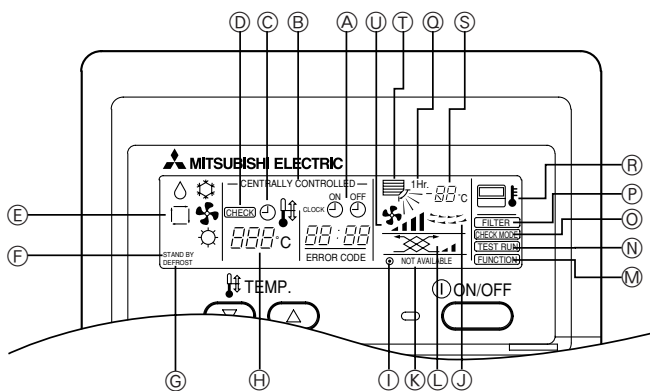 Ⓓ Ⓒ Ⓑ Ⓐ Ⓤ Ⓣ Ⓠ Ⓢ
MITSUBISHI ELECTRIC
CENTRALLY CONTROLLED
1Hr.
88°C
Ⓡ
ON OFF
CLOCK
CHECK
Ⓔ
FILTER Ⓟ
CHECK MODE Ⓞ
888°C
88:88
TEST RUN Ⓝ
Ⓕ STAND BY
DEFROST
ERROR CODE
NOT AVAILABLE
FUNCTION Ⓜ
TEMP.
ON/OFF
Ⓖ Ⓗ Ⓘ Ⓚ Ⓛ Ⓙ